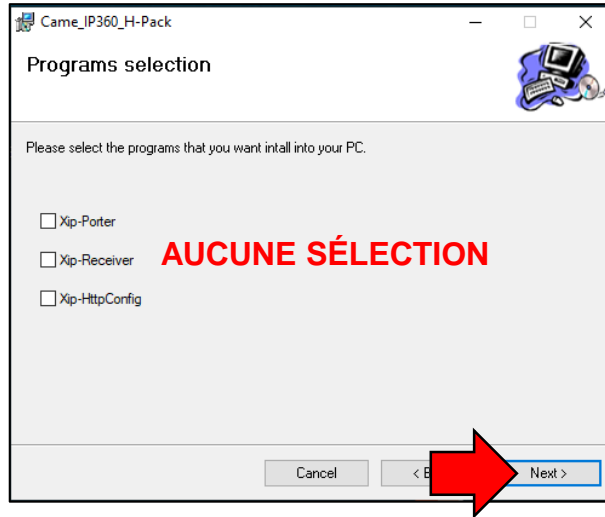 Came_IP360_H-Pack
Programs selection
Please select the programs that you want intall into your PC.
Xip-Porter
Xip-Receiver
AUCUNE SÉLECTION
Xip-HttpConfig
Cancel
<
Next >